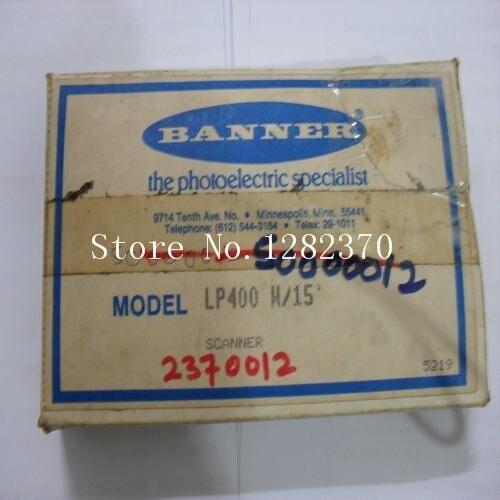 BANNER®
the photoelectric specialist
9714 Tenth Ave. No. • Minneapolis, Minn. 55441
Telephone: (612) 544-3164 • Telex: 29-1011
Store No.: 1282370
50000012
MODEL LP400 W/15'
SCANNER
2370012
5219